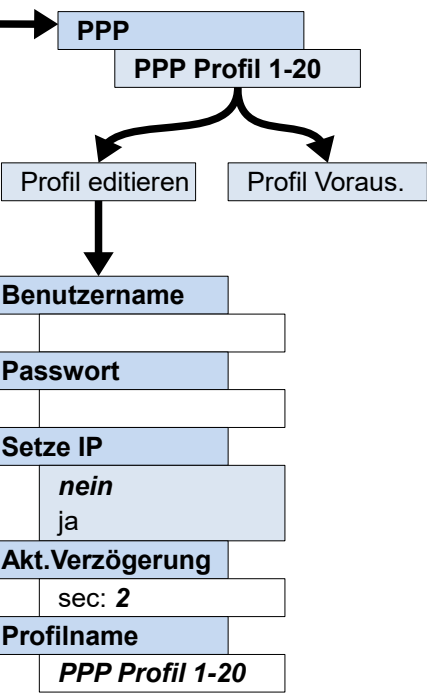 PPP
PPP Profil 1-20
Profil editieren
Profil Voraus.
Benutzername
Passwort
Setze IP
nein
ja
Akt.Verzögerung
sec: 2
Profilname
PPP Profil 1-20